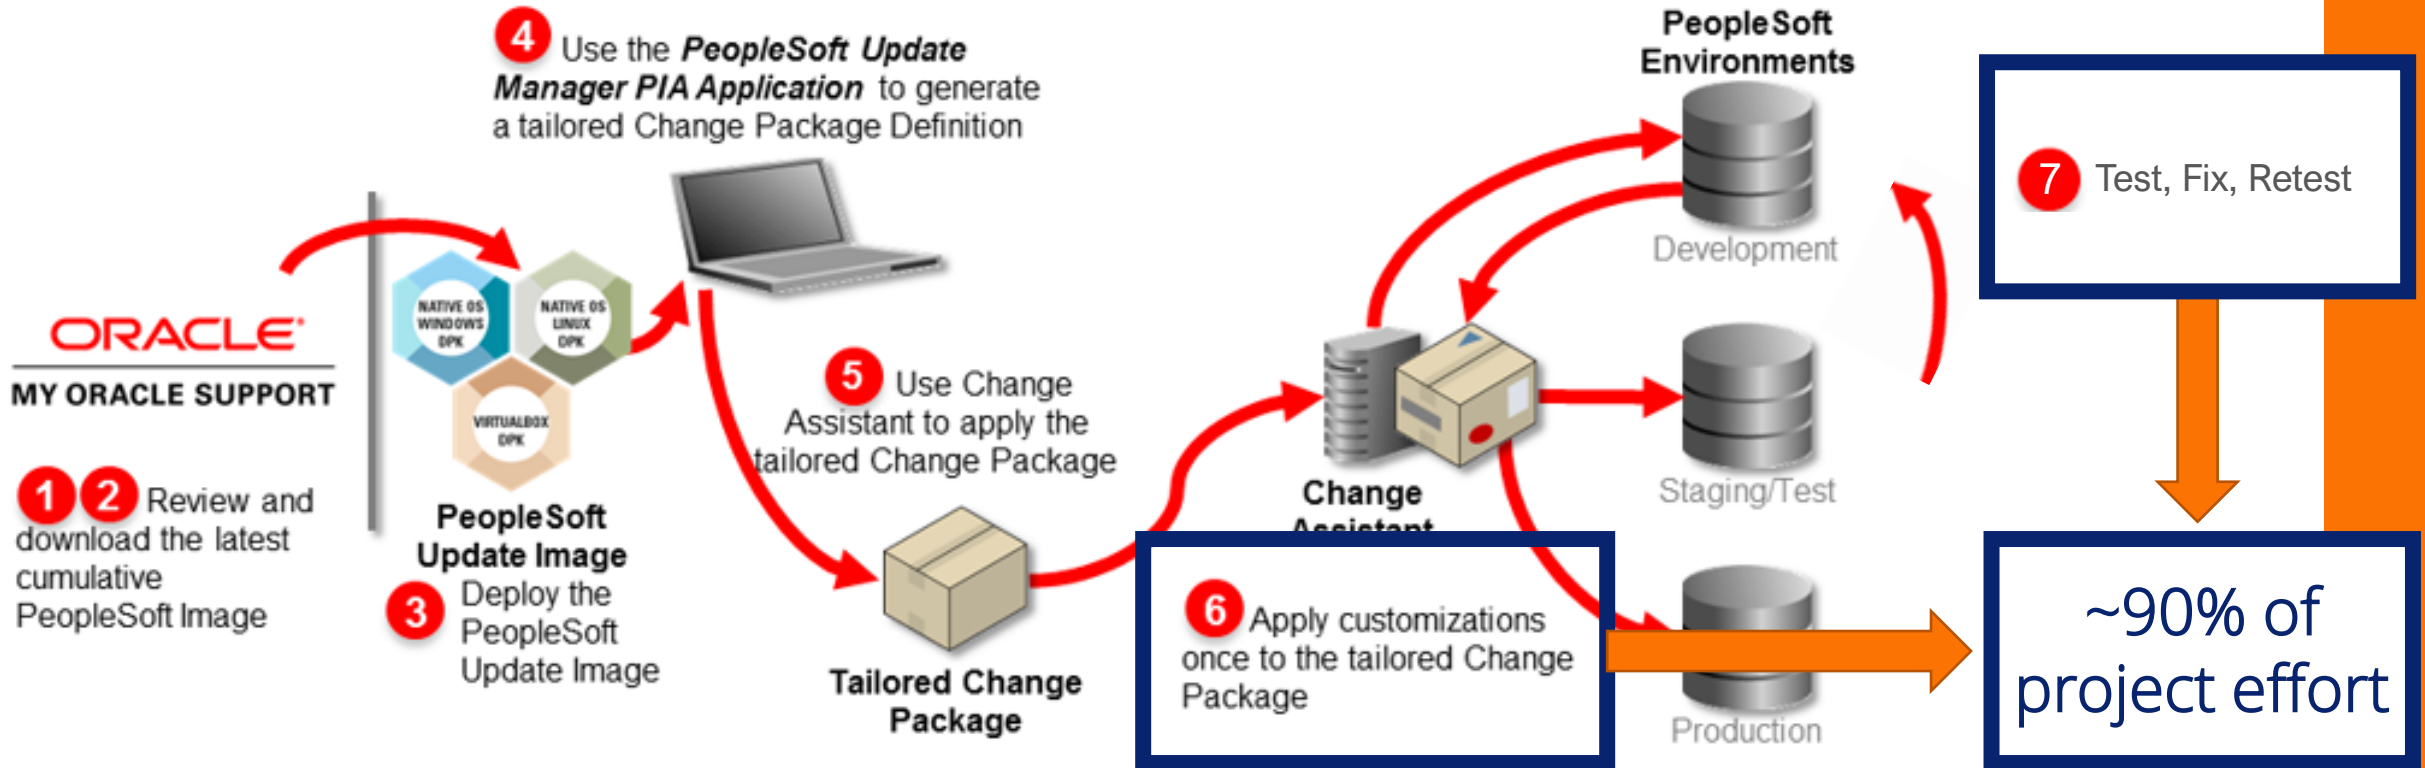 ORACLE
MY ORACLE SUPPORT
1 2 Review and
download the latest
cumulative
PeopleSoft Image
NATIVE OS
WINDOWS
DPK
NATIVE OS
LINUX
DPK
VIRTUALBOX
DPK
PeopleSoft
Update Image
3 Deploy the
PeopleSoft
Update Image
4 Use the PeopleSoft Update
Manager PIA Application to generate
a tailored Change Package Definition
5 Use Change
Assistant to apply the
tailored Change Package
Tailored Change
Package
Change
Assistant
6 Apply customizations
once to the tailored Change
Package
PeopleSoft
Environments
Development
Staging/Test
Production
7 Test, Fix, Retest
~90% of
project effort